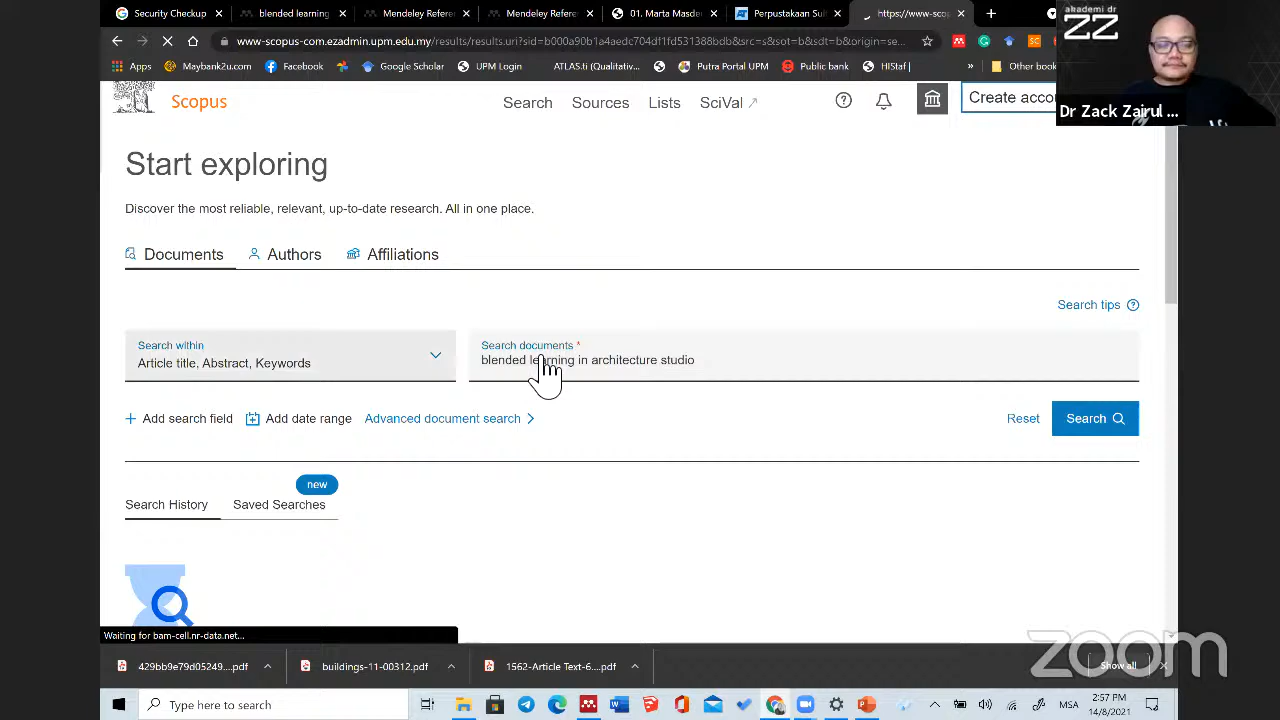 Security Checkup
blended learning
Mendeley Refere
Mendeley Refere
01. Marta Masde
Perpustakaan Sul
https://www-scop
akademi dr
ZZ
www-scopus-com.ezadmin.upm.edu.my/results/results.uri?sid=b000a90b1a4aedc704d1fd531388bdb&src=s&sot=b&sdt=b&origin=se
Apps
Maybank2u.com
Facebook
Google Scholar
UPM Login
ATLAS.ti (Qualitativ...
Putra Portal UPM
Public bank
HIStaf |
»
Other book
Scopus
Search
Sources
Lists
SciVal
Create acco
Dr Zack Zairul ...
Start exploring
Discover the most reliable, relevant, up-to-date research. All in one place.
Documents
Authors
Affiliations
Search tips
Search within
Article title, Abstract, Keywords
Search documents *
blended learning in architecture studio
Add search field
Add date range
Advanced document search
Reset
Search
new
Search History
Saved Searches
Waiting for bam-cell.nr-data.net...
zoom
429bb9e79d05249....pdf
buildings-11-00312.pdf
1562-Article Text-6....pdf
Show all
Type here to search
MSA
2:57 PM
14/8/2021